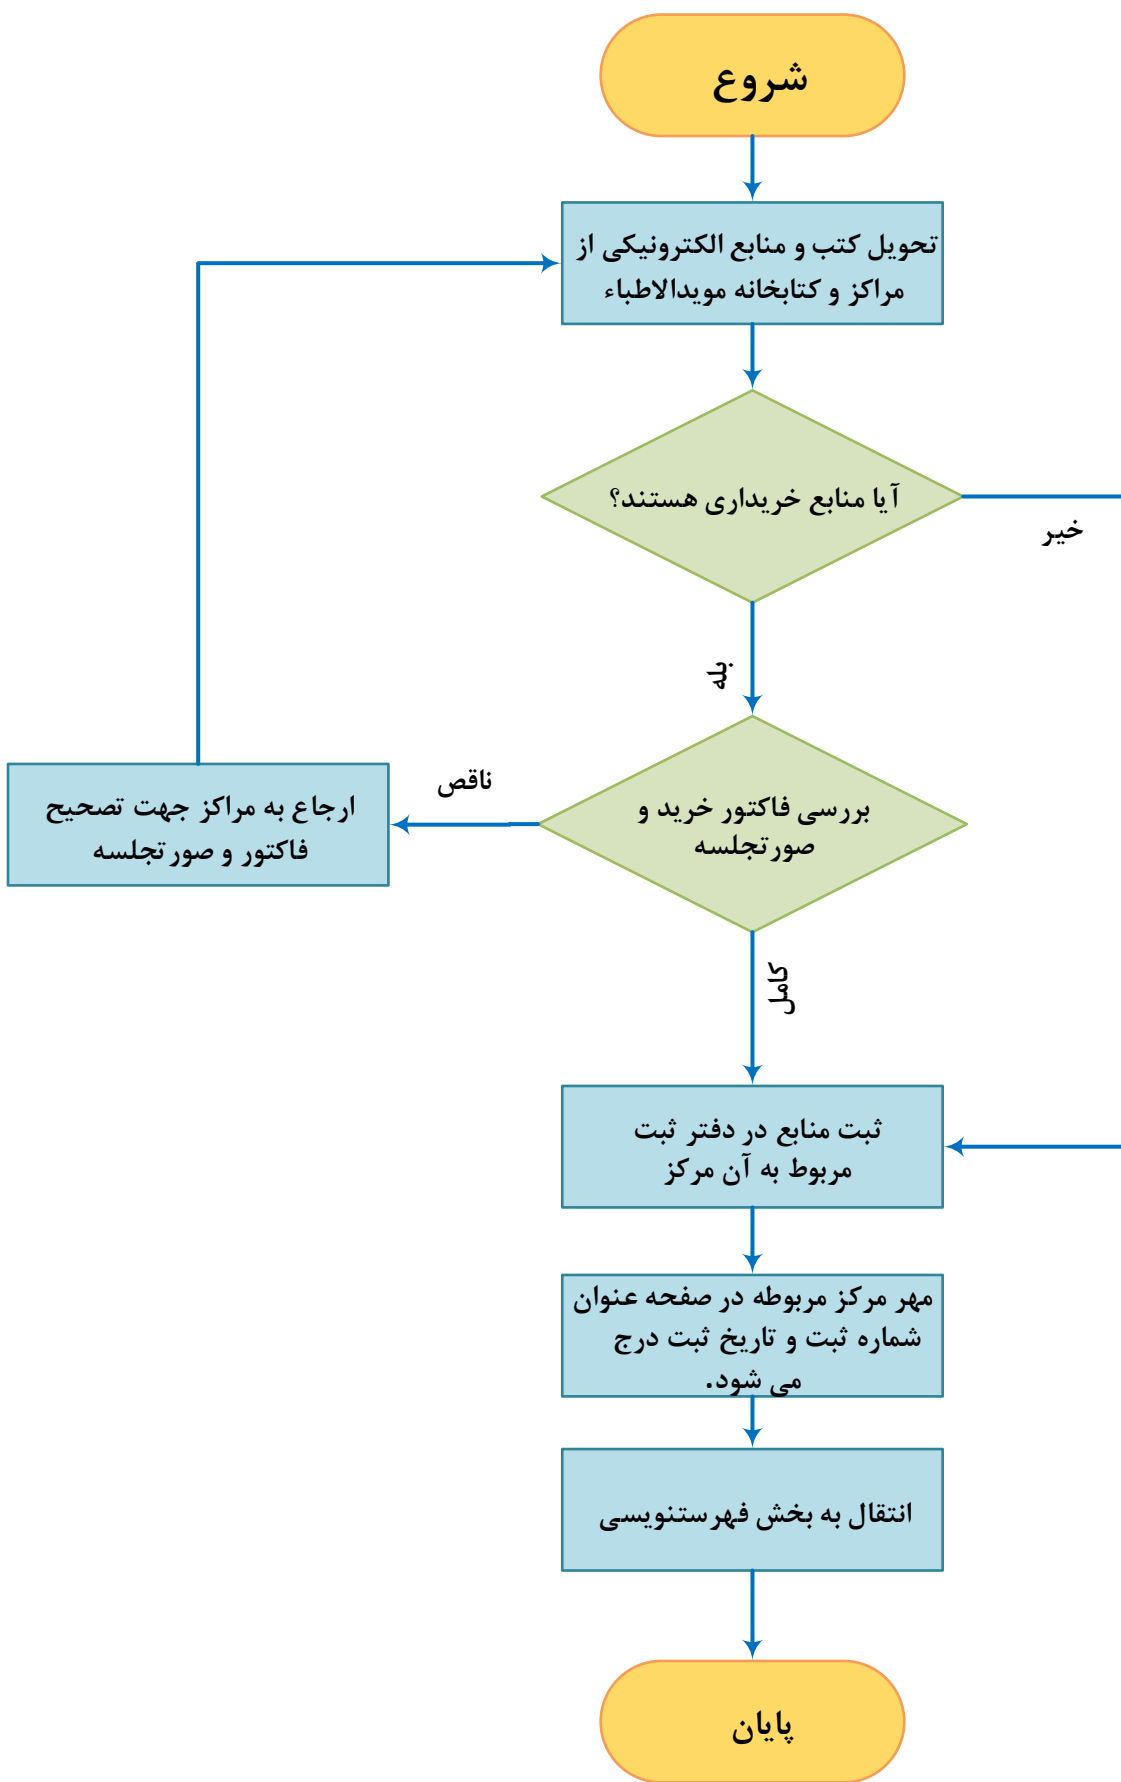 شروع
تحویل کتب و منابع الکترونیکی از
مراکز و کتابخانه مویدالاطباء
آیا منابع خریداری هستند؟
خیر
بله
بررسی فاکتور خرید و
صورتجلسه
ناقص
ارجاع به مراکز جهت تصحیح
فاکتور و صورتجلسه
کامل
ثبت منابع در دفتر ثبت
مربوط به آن مرکز
مهر مرکز مربوطه در صفحه عنوان
شماره ثبت و تاریخ ثبت درج
می شود.
انتقال به بخش فهرستنویسی
پایان